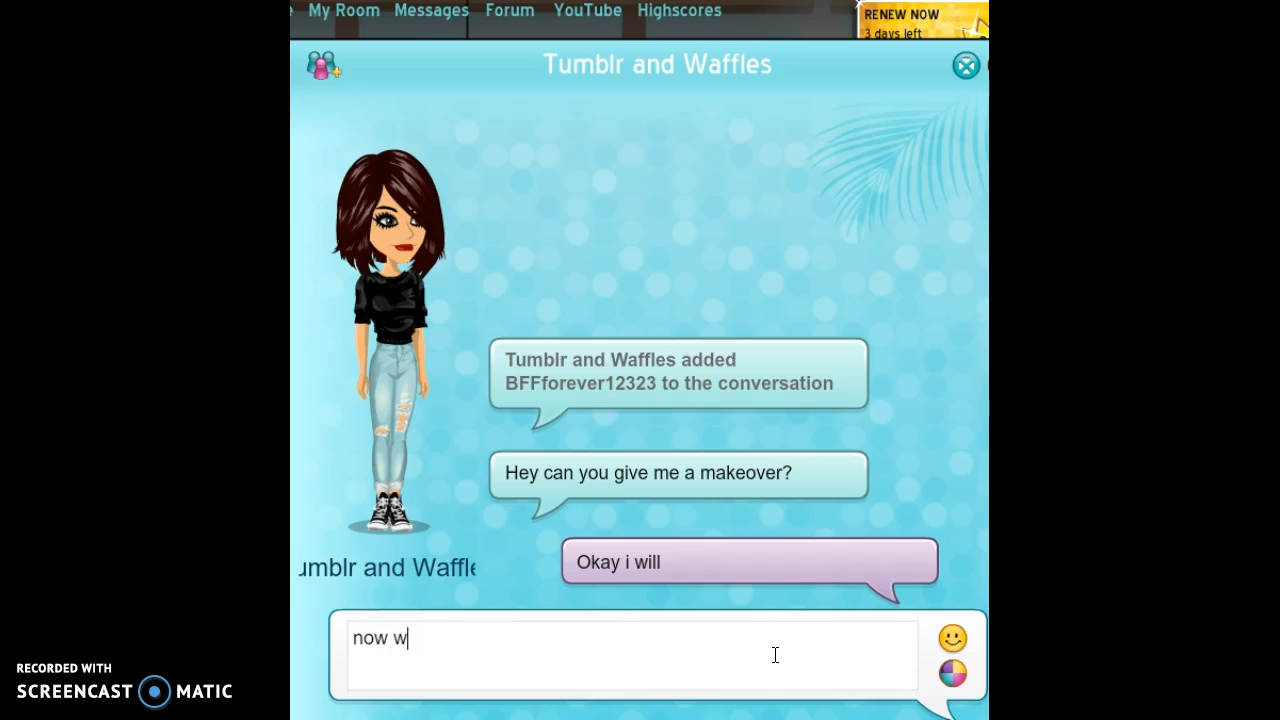 My Room Messages Forum YouTube Highscores
RENEW NOW
3 days left
Tumblr and Waffles
Tumblr and Waffles added
BFFforever12323 to the conversation
Hey can you give me a makeover?
Okay i will
umblr and Waffle
now w
RECORDED WITH
SCREENCAST MATIC